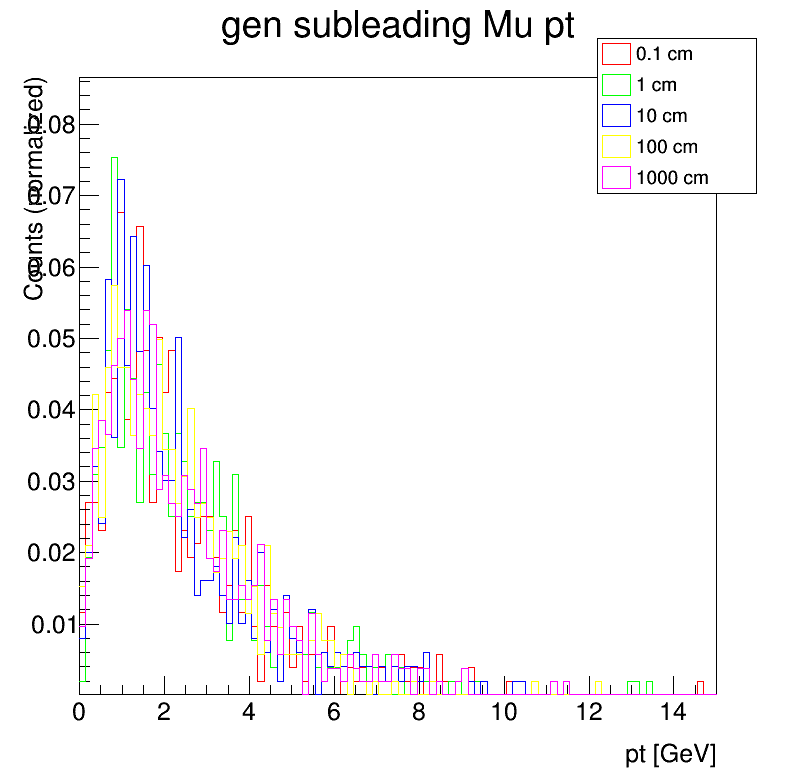 gen subleading Mu pt
0.1 cm
1 cm
10 cm
100 cm
1000 cm
Counts (normalized)
0.08
0.07
0.06
0.05
0.04
0.03
0.02
0.01
0 2 4 6 8 10 12 14
pt [GeV]